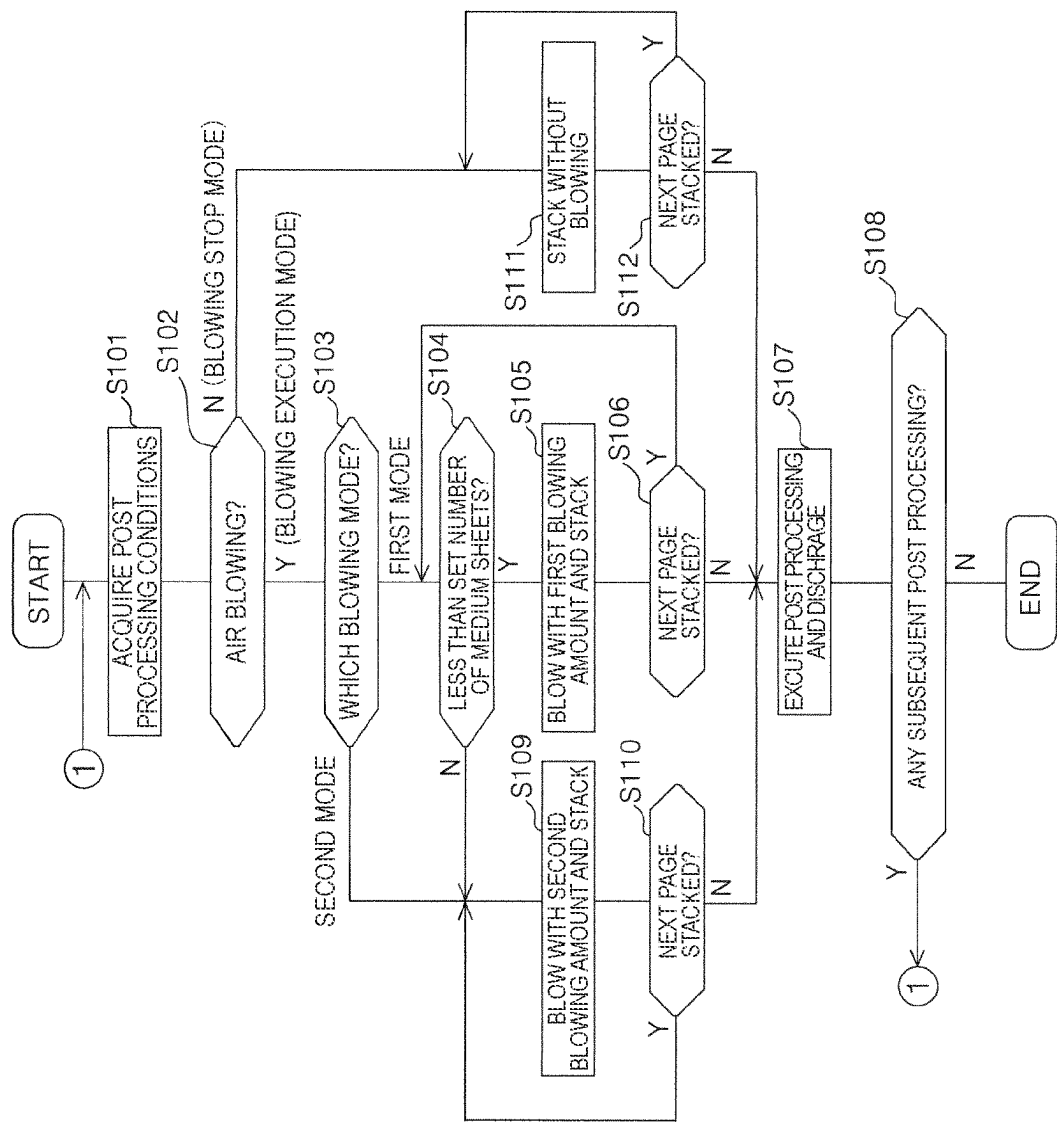 START
1
ACQUIRE POST
PROCESSING CONDITIONS
S101
AIR BLOWING?
S102
N (BLOWING STOP MODE)
Y (BLOWING EXECUTION MODE)
WHICH BLOWING MODE?
S103
SECOND MODE
FIRST MODE
LESS THAN SET NUMBER
OF MEDIUM SHEETS?
S104
N
Y
BLOW WITH SECOND
BLOWING AMOUNT AND STACK
S109
BLOW WITH FIRST BLOWING
AMOUNT AND STACK
S105
STACK WITHOUT
BLOWING
S111
NEXT PAGE
STACKED?
S110
Y
N
NEXT PAGE
STACKED?
S106
Y
N
NEXT PAGE
STACKED?
S112
Y
N
EXCUTE POST PROCESSING
AND DISCHRAGE
S107
ANY SUBSEQUENT POST PROCESSING?
S108
Y
1
N
END